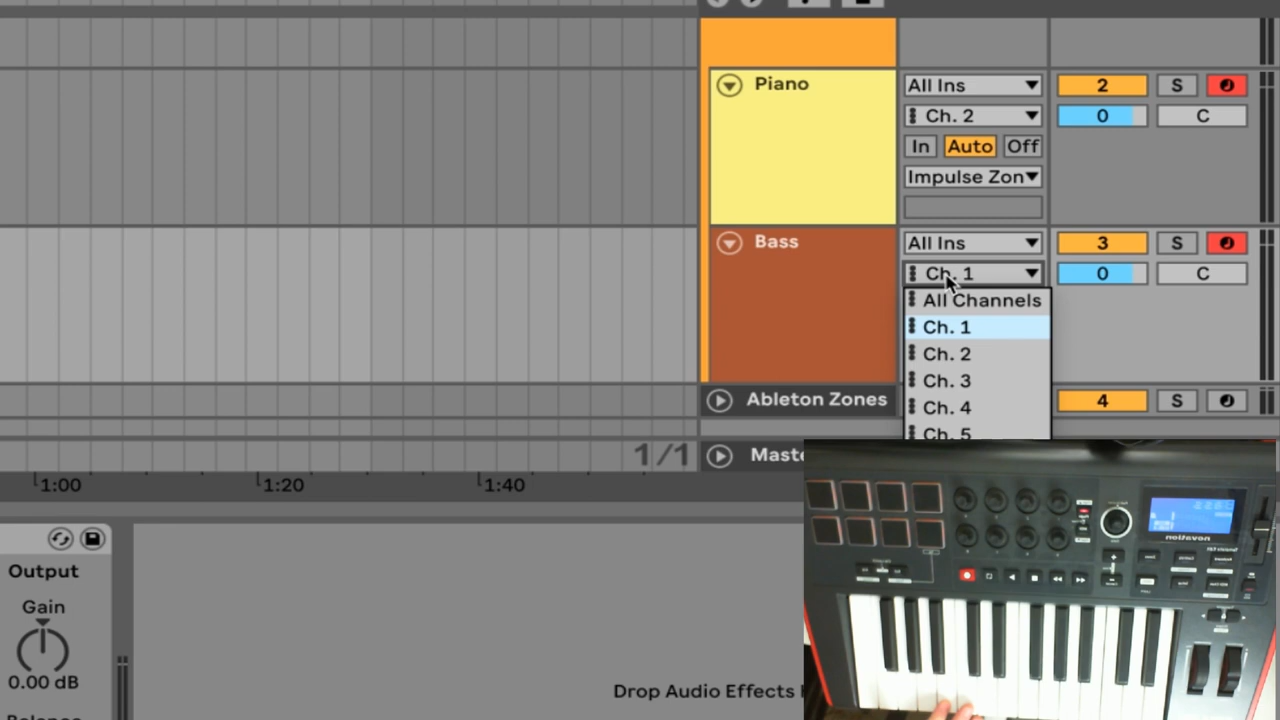 Piano
All Ins
2
S
Ch. 2
0
C
In
Auto
Off
Impulse Zon
Bass
All Ins
3
S
Ch. 1
0
C
All Channels
Ch. 1
Ch. 2
Ch. 3
Ch. 4
Ch. 5
Ableton Zones
4
S
1/1
Maste
1:00
1:20
1:40
Output
Gain
0.00 dB
Drop Audio Effects
novation